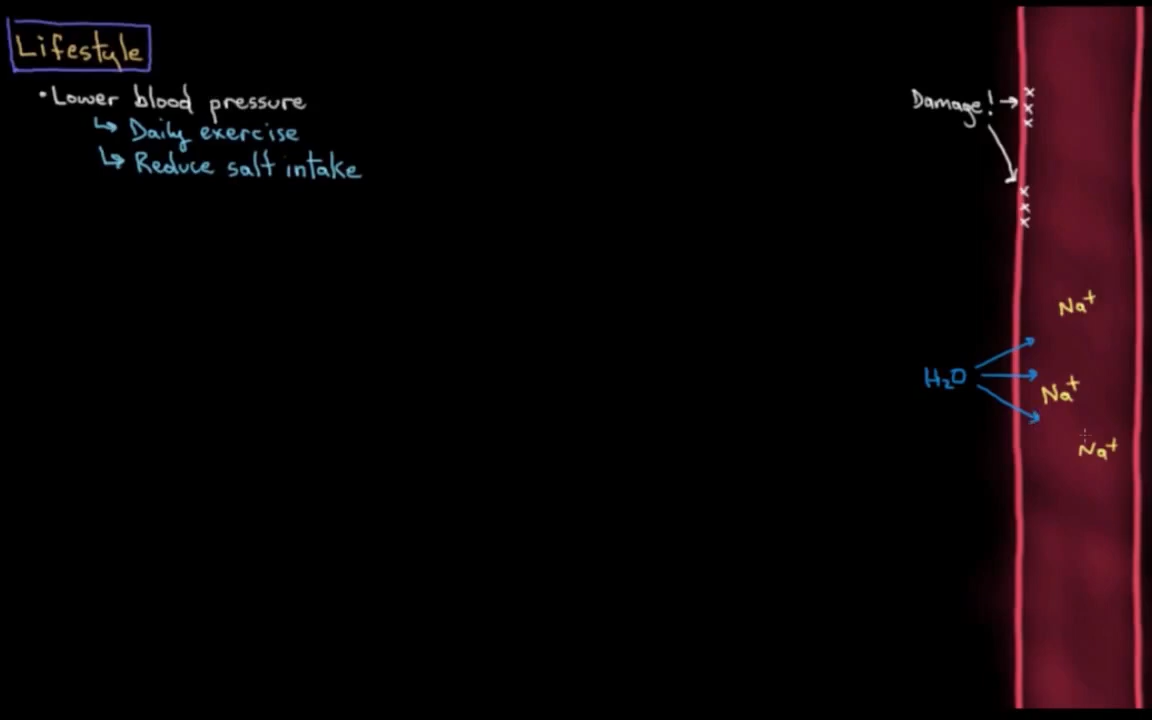 Lifestyle
• Lower blood pressure
↳ Daily exercise
↳ Reduce salt intake
Damage! → x x x
x x x
Na+
H₂O
Na+
Na+